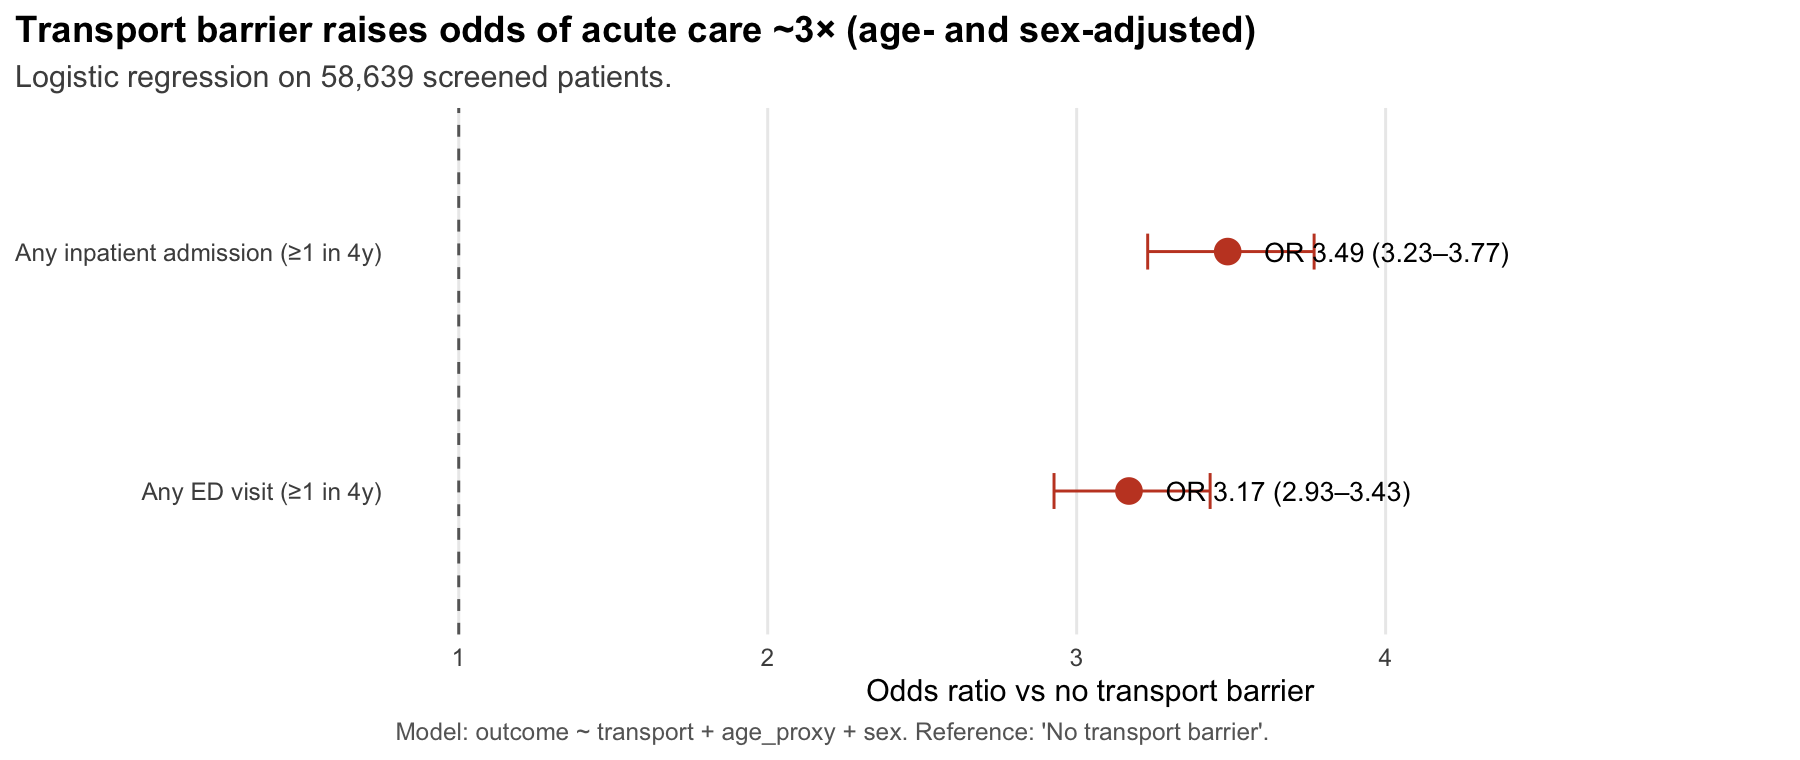 Transport barrier raises odds of acute care ~3× (age- and sex-adjusted)
Logistic regression on 58,639 screened patients.
Any inpatient admission (≥1 in 4y)
OR 3.49 (3.23–3.77)
Any ED visit (≥1 in 4y)
OR 3.17 (2.93–3.43)
1 2 3 4
Odds ratio vs no transport barrier
Model: outcome ~ transport + age_proxy + sex. Reference: 'No transport barrier'.